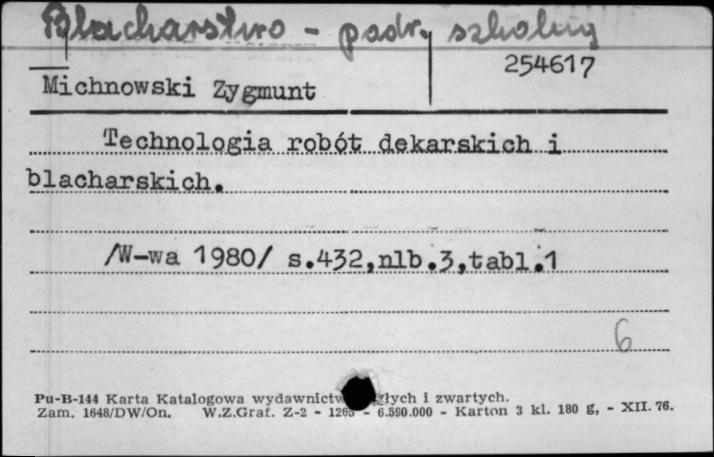 Blacharstwo - podr. szkolny
254617
Michnowski Zygmunt
Technologia robót dekarskich i
blacharskich.
/W-wa 1980/ s.432,nlb.3,tabl.1
6
Pu-B-144 Karta Katalogowa wydawnictw głych i zwartych.
Zam. 1648/DW/On. W.Z.Graf. Z-2 - 1265 - 6.590.000 - Karton 3 kl. 180 g, - XII. 76.